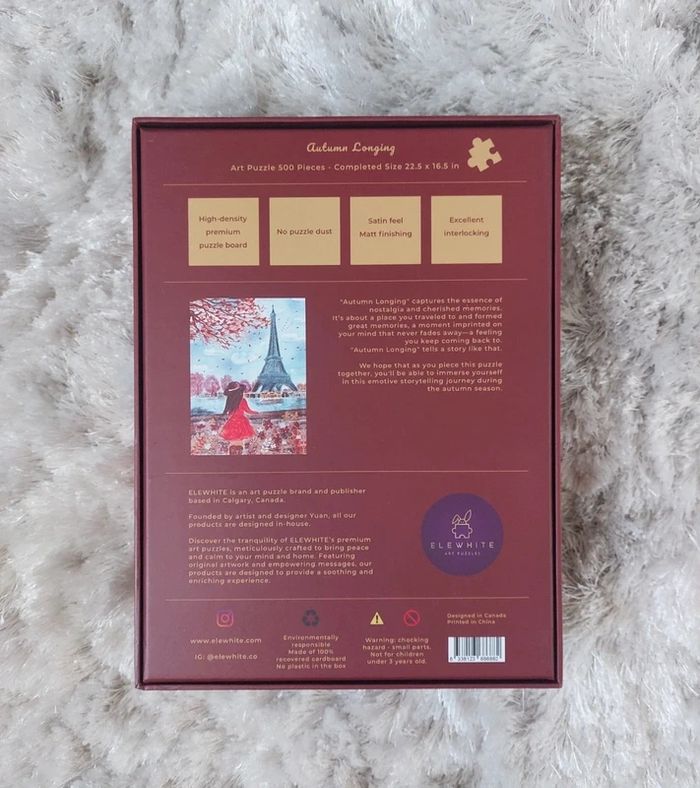 Autumn Longing
Art Puzzle 500 Pieces - Completed Size 22.5 x 16.5 in
High-density
premium
puzzle board
No puzzle dust
Satin feel
Matt finishing
Excellent
interlocking
"Autumn Longing" captures the essence of
nostalgia and cherished memories.
It's about a place you traveled to and formed
great memories, a moment imprinted on
your mind that never fades away—a feeling
you keep coming back to.
"Autumn Longing" tells a story like that.
We hope that as you piece this puzzle
together, you'll be able to immerse yourself
in this emotive storytelling journey during
the autumn season.
ELEWHITE is an art puzzle brand and publisher
based in Calgary, Canada.
Founded by artist and designer Yuan, all our
products are designed in-house.
Discover the tranquility of ELEWHITE's premium
art puzzles, meticulously crafted to bring peace
and calm to your mind and home. Featuring
original artwork and empowering messages, our
products are designed to provide a soothing and
enriching experience.
ELEWHITE
ART PUZZLES
www.elewhite.com
IG: @elewhite.co
Environmentally
responsible
Made of 100%
recovered cardboard
No plastic in the box
Warning: chocking
hazard - small parts.
Not for children
under 3 years old.
Designed in Canada
Printed in China